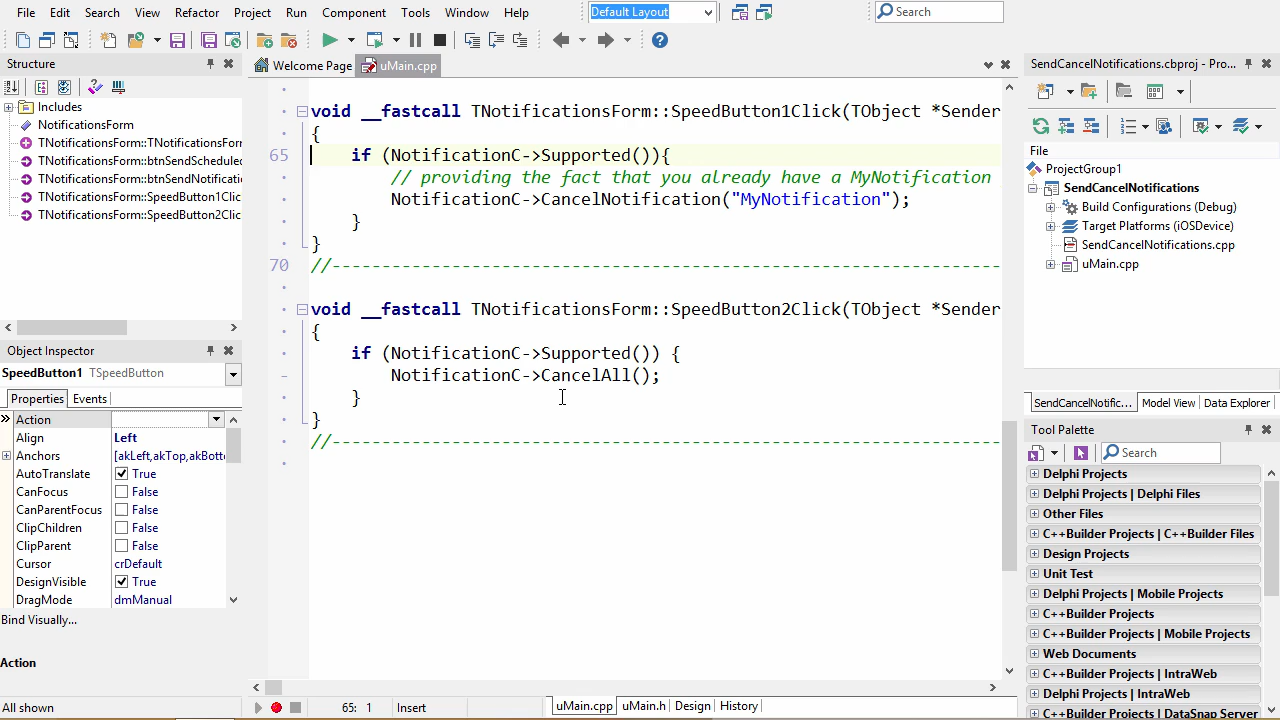 File Edit Search View Refactor Project Run Component Tools Window Help Default Layout Search
Structure
Includes
NotificationsForm
TNotificationsForm::TNotificationsForm
TNotificationsForm::btnSendScheduled
TNotificationsForm::btnSendNotificatio
TNotificationsForm::SpeedButton1Click
TNotificationsForm::SpeedButton2Click
Object Inspector
SpeedButton1 TSpeedButton
Properties Events
Action
Align Left
Anchors [akLeft,akTop,akBotto
AutoTranslate True
CanFocus False
CanParentFocus False
ClipChildren False
ClipParent False
Cursor crDefault
DesignVisible True
DragMode dmManual
Bind Visually...
Action
All shown
Welcome Page uMain.cpp
void __fastcall TNotificationsForm::SpeedButton1Click(TObject *Sender
{
65 if (NotificationC->Supported()){
// providing the fact that you already have a MyNotification
NotificationC->CancelNotification("MyNotification");
}
}
70 //-------------------------------------------------------------------
void __fastcall TNotificationsForm::SpeedButton2Click(TObject *Sender
{
if (NotificationC->Supported()) {
NotificationC->CancelAll();
}
}
//-------------------------------------------------------------------
65: 1 Insert uMain.cpp uMain.h Design History
SendCancelNotifications.cbproj - Pro...
File
ProjectGroup1
SendCancelNotifications
Build Configurations (Debug)
Target Platforms (iOSDevice)
SendCancelNotifications.cpp
uMain.cpp
SendCancelNotific... Model View Data Explorer
Tool Palette
Search
Delphi Projects
Delphi Projects | Delphi Files
Other Files
C++Builder Projects | C++Builder Files
Design Projects
Unit Test
Delphi Projects | Mobile Projects
C++Builder Projects
C++Builder Projects | Mobile Projects
Web Documents
C++Builder Projects | IntraWeb
Delphi Projects | IntraWeb
C++Builder Projects | DataSnap Server